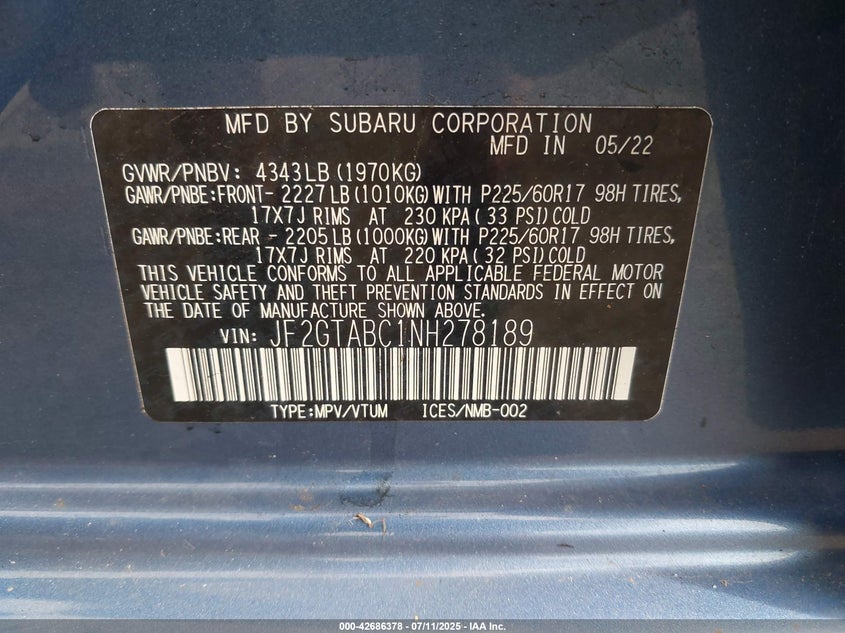 MFD BY SUBARU CORPORATION
MFD IN 05/22
GVWR/PNBV: 4343LB(1970KG)
GAWR/PNBE:FRONT- 2227LB(1010KG)WITH P225/60R17 98H TIRES,
17X7J RIMS AT 230 KPA(33 PSI)COLD
GAWR/PNBE:REAR - 2205LB(1000KG)WITH P225/60R17 98H TIRES,
17X7J RIMS AT 220 KPA(32 PSI)COLD
THIS VEHICLE CONFORMS TO ALL APPLICABLE FEDERAL MOTOR
VEHICLE SAFETY AND THEFT PREVENTION STANDARDS IN EFFECT ON
THE DATE OF MANUFACTURE SHOWN ABOVE.
VIN: JF2GTABC1NH278189
TYPE:MPV/VTUM ICES/NMB-002
000-42686378 - 07/11/2025 - IAA Inc.